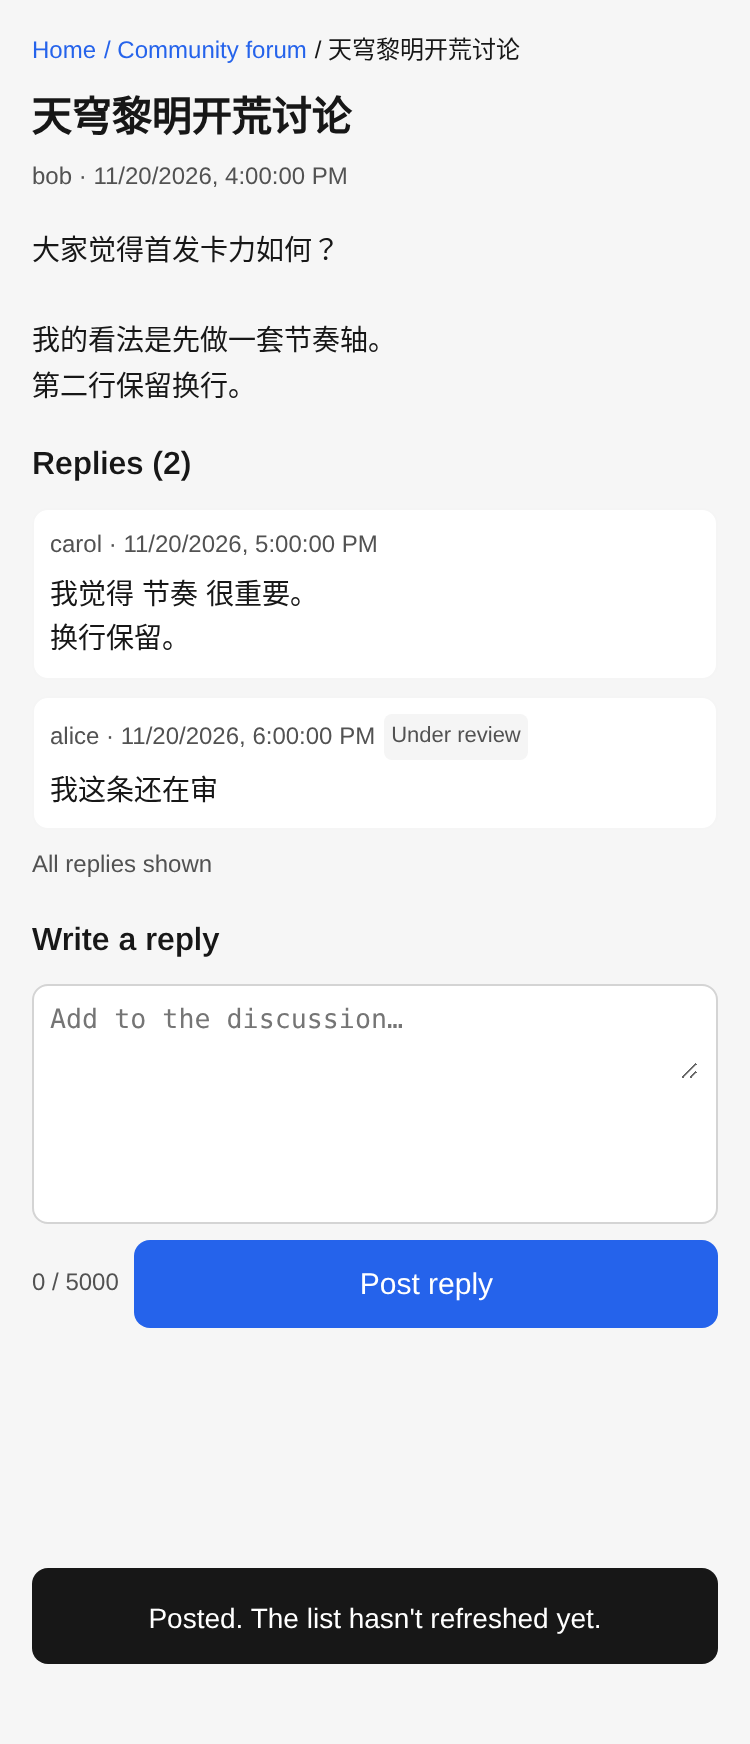 Home / Community forum / 天穹黎明开荒讨论
天穹黎明开荒讨论
bob · 11/20/2026, 4:00:00 PM
大家觉得首发卡力如何？
我的看法是先做一套节奏轴。
第二行保留换行。
Replies (2)
carol · 11/20/2026, 5:00:00 PM
我觉得 节奏 很重要。
换行保留。
alice · 11/20/2026, 6:00:00 PM Under review
我这条还在审
All replies shown
Write a reply
Add to the discussion…
0 / 5000 Post reply
Posted. The list hasn't refreshed yet.